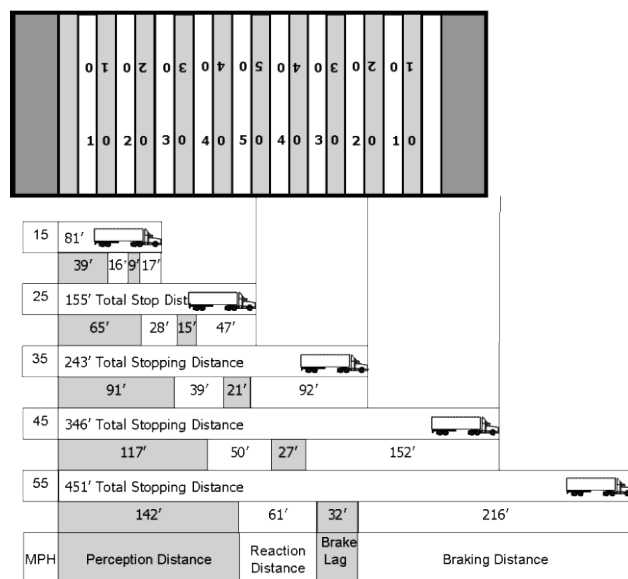 0 1 0 2 0 3 0 4 0 5 0 4 0 3 0 2 0 1
1 0 2 0 3 0 4 0 5 0 4 0 3 0 2 0 1 0
15 81′
39′ 16′ 9′ 17′
25 155′ Total Stop Dist
65′ 28′ 15′ 47′
35 243′ Total Stopping Distance
91′ 39′ 21′ 92′
45 346′ Total Stopping Distance
117′ 50′ 27′ 152′
55 451′ Total Stopping Distance
142′ 61′ 32′ 216′
MPH Perception Distance Reaction Distance Brake Lag Braking Distance